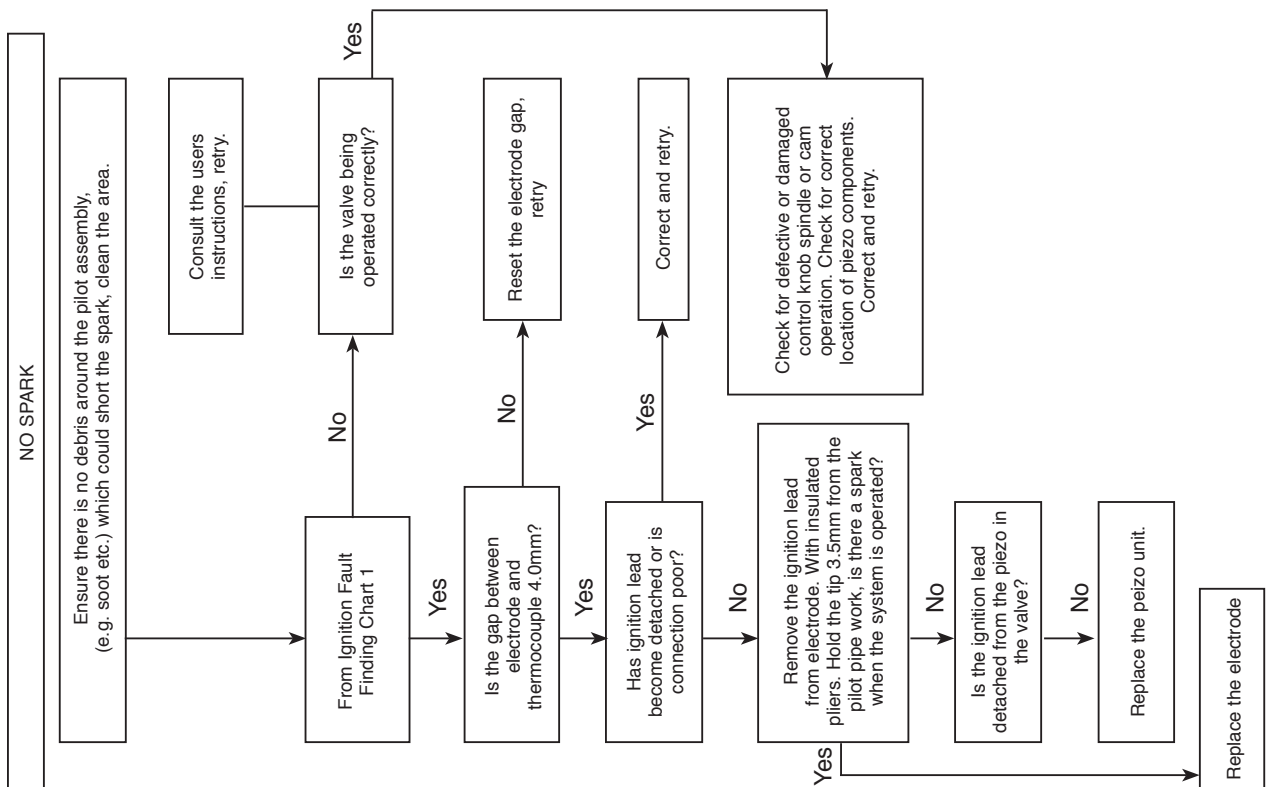 NO SPARK
Ensure there is no debris around the pilot assembly,
(e.g. soot etc.) which could short the spark, clean the area.
Consult the users
instructions, retry.
Is the valve being
operated correctly?
Yes
From Ignition Fault
Finding Chart 1
No
Yes
Is the gap between
electrode and
thermocouple 4.0mm?
No
Reset the electrode gap,
retry
Yes
Has ignition lead
become detached or is
connection poor?
Yes
Correct and retry.
No
Remove the ignition lead
from electrode. With insulated
pliers. Hold the tip 3.5mm from the
pilot pipe work, is there a spark
when the system is operated?
Check for defective or damaged
control knob spindle or cam
operation. Check for correct
location of piezo components.
Correct and retry.
Yes
No
Is the ignition lead
detached from the piezo in
the valve?
No
Replace the peizo unit.
Replace the electrode